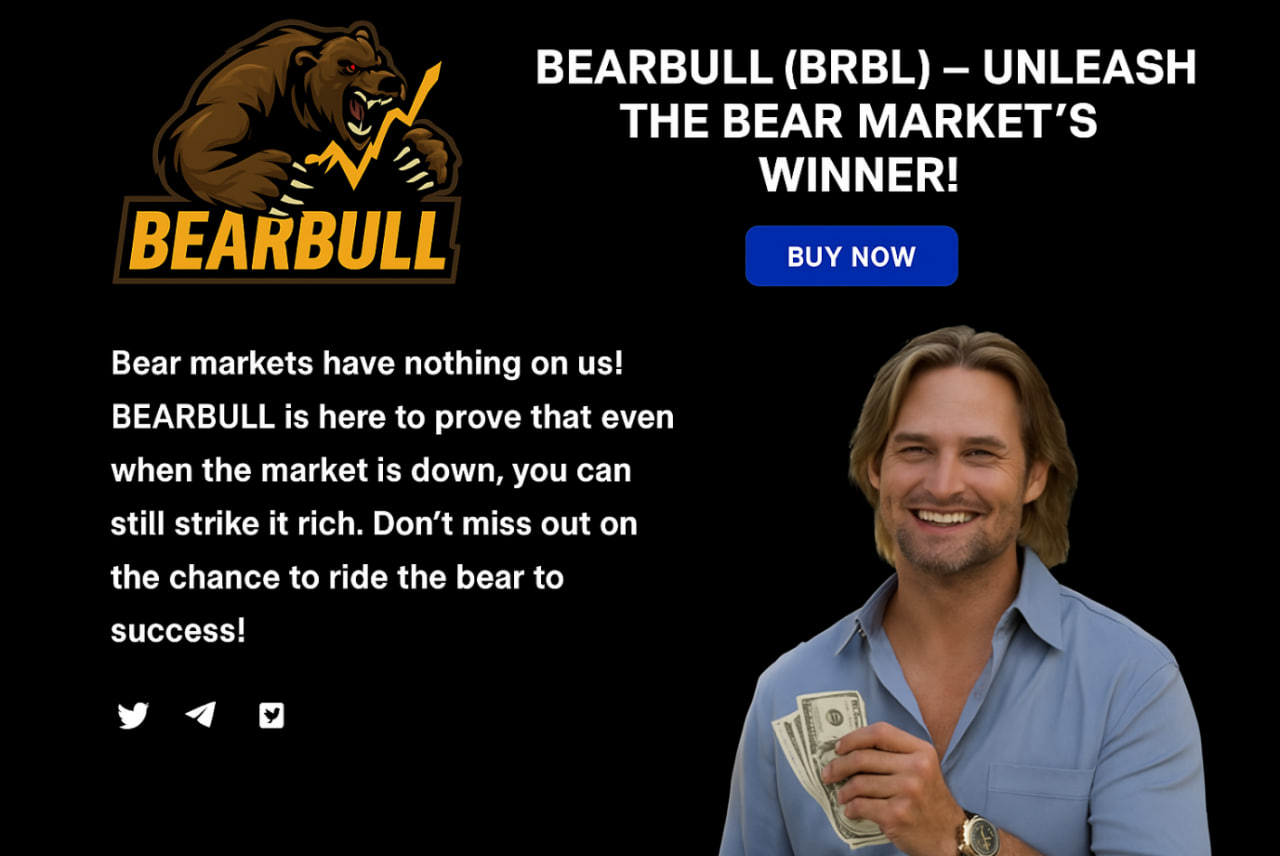 BEARBULL
BEARBULL (BRBL) – UNLEASH
THE BEAR MARKET’S
WINNER!
BUY NOW
Bear markets have nothing on us!
BEARBULL is here to prove that even
when the market is down, you can
still strike it rich. Don’t miss out on
the chance to ride the bear to
success!